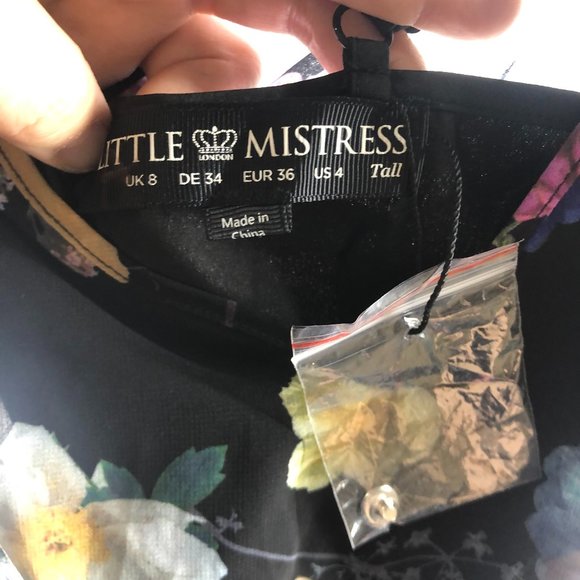 LITTLE MISTRESS
LONDON
UK 8 DE 34 EUR 36 US 4 Tall
Made in
China